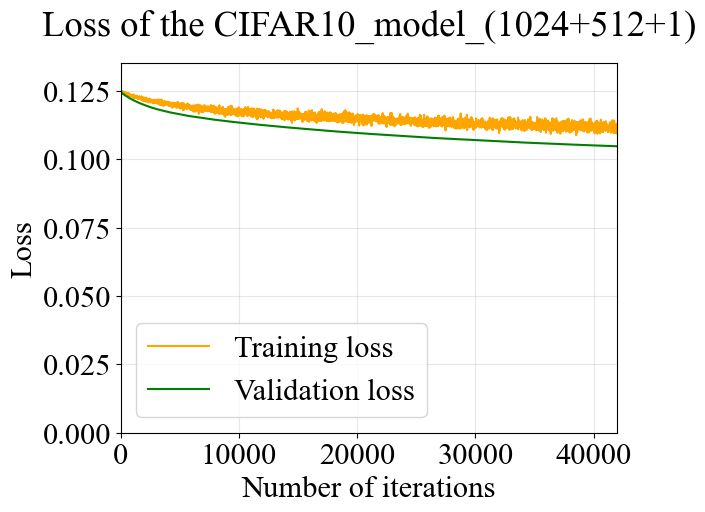 Loss of the CIFAR10_model_(1024+512+1)
0.125
0.100
0.075
0.050
0.025
0.000
Loss
Training loss
Validation loss
0 10000 20000 30000 40000
Number of iterations